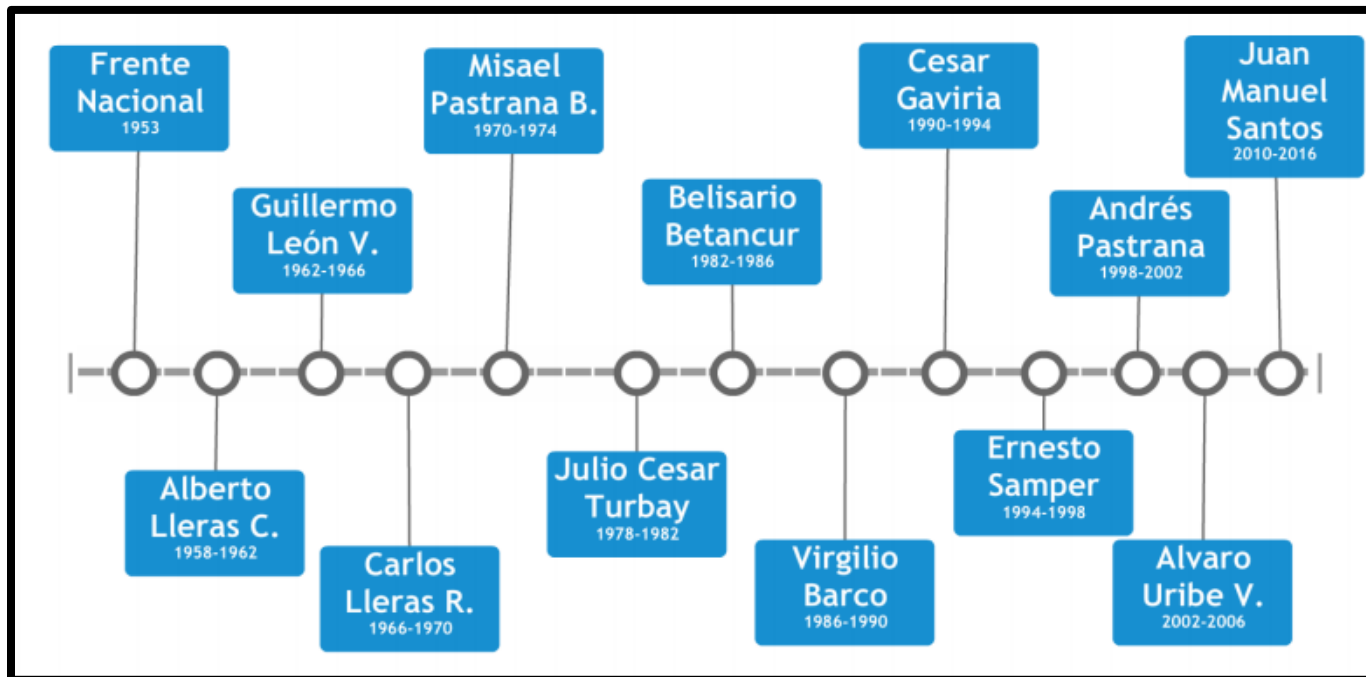 Frente
Nacional
1953
Alberto
Lleras C.
1958-1962
Guillermo
León V.
1962-1966
Carlos
Lleras R.
1966-1970
Misael
Pastrana B.
1970-1974
Julio Cesar
Turbay
1978-1982
Belisario
Betancur
1982-1986
Virgilio
Barco
1986-1990
Cesar
Gaviria
1990-1994
Ernesto
Samper
1994-1998
Andrés
Pastrana
1998-2002
Alvaro
Uribe V.
2002-2006
Juan
Manuel
Santos
2010-2016